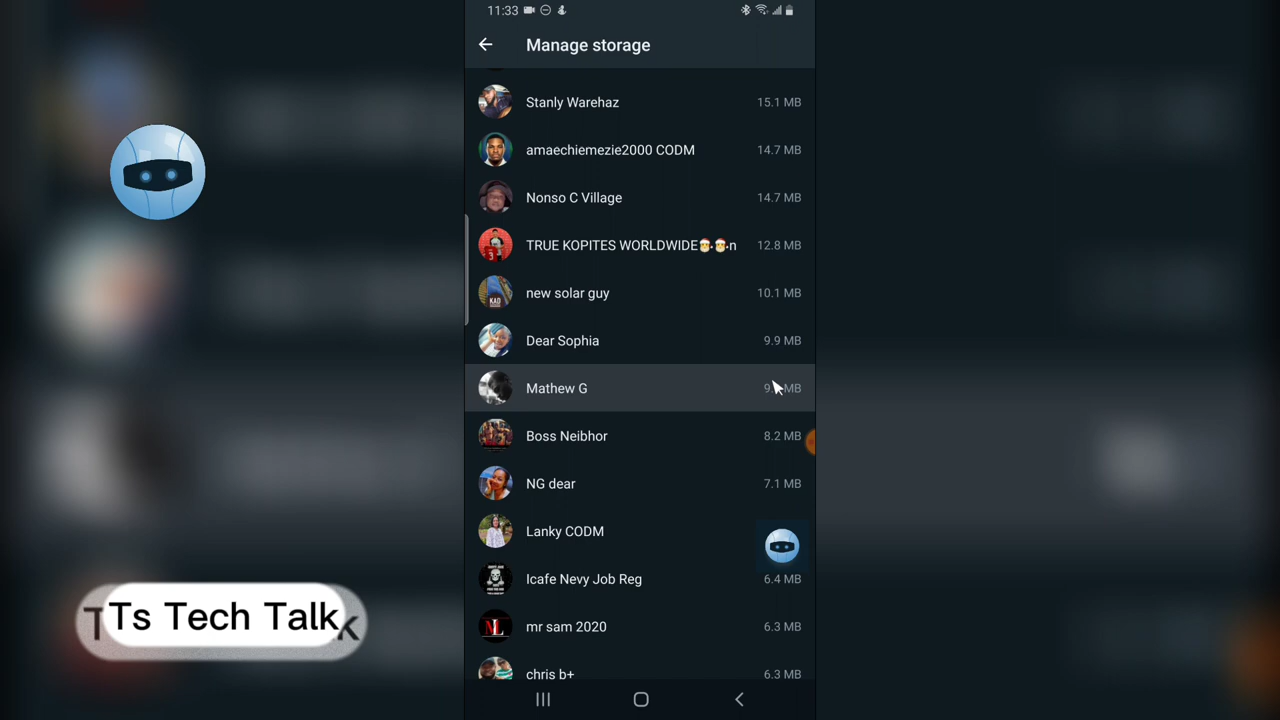 11:33
Manage storage
Stanly Warehaz 15.1 MB
amaechiemezie2000 CODM 14.7 MB
Nonso C Village 14.7 MB
TRUE KOPITES WORLDWIDE🎅🎅n 12.8 MB
new solar guy 10.1 MB
Dear Sophia 9.9 MB
Mathew G MB
Boss Neibhor 8.2 MB
NG dear 7.1 MB
Lanky CODM
Icafe Nevy Job Reg 6.4 MB
mr sam 2020 6.3 MB
chris b+ 6.3 MB
Ts Tech Talk